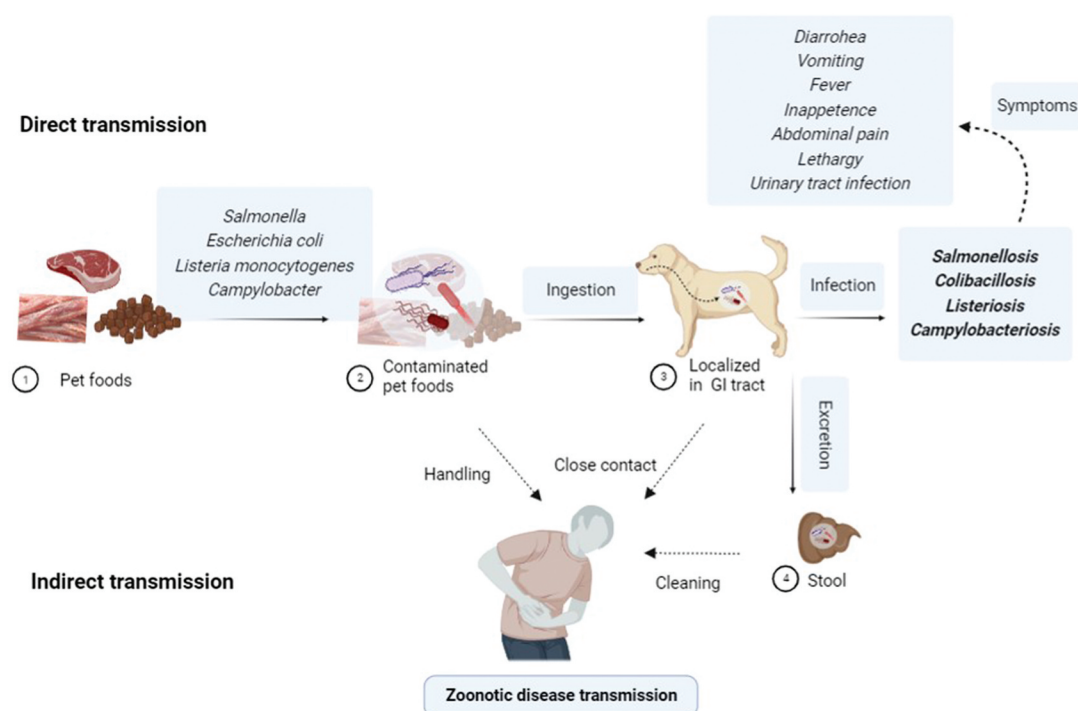 Diarrhea
Vomiting
Fever
Inappetence
Abdominal pain
Lethargy
Urinary tract infection
Symptoms
Direct transmission
Salmonella
Escherichia coli
Listeria monocytogenes
Campylobacter
Ingestion
Infection
Salmonellosis
Colibacillosis
Listeriosis
Campylobacteriosis
1 Pet foods
2 Contaminated
pet foods
3 Localized
in GI tract
Excretion
Handling
Close contact
Indirect transmission
Cleaning
4 Stool
Zoonotic disease transmission